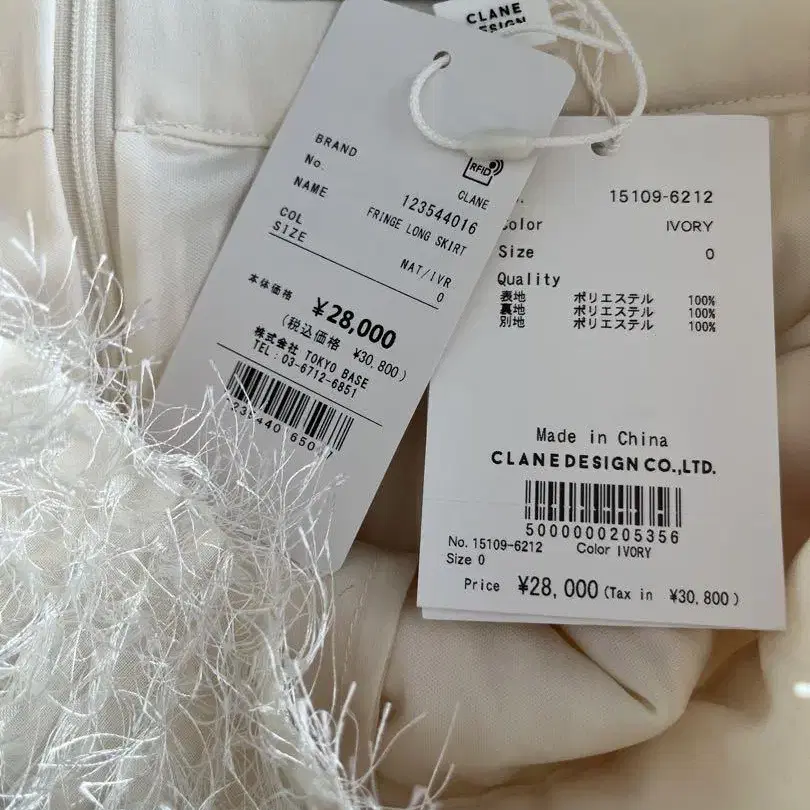 CLANE
DESIGN
BRAND
CLANE
No.
123544016
NAME
FRINGE LONG SKIRT
COL
NAT/IVR
SIZE
0
RFID
本体価格
¥28,000
(税込価格 ¥30,800)
株式会社 TOKYO BASE
TEL:03-6712-6851
15109-6212
Color IVORY
Size 0
Quality
表地 ポリエステル 100%
裏地 ポリエステル 100%
別地 ポリエステル 100%
Made in China
CLANE DESIGN CO.,LTD.
5000000205356
No. 15109-6212 Color IVORY
Size 0
Price ¥28,000 (Tax in ¥30,800)